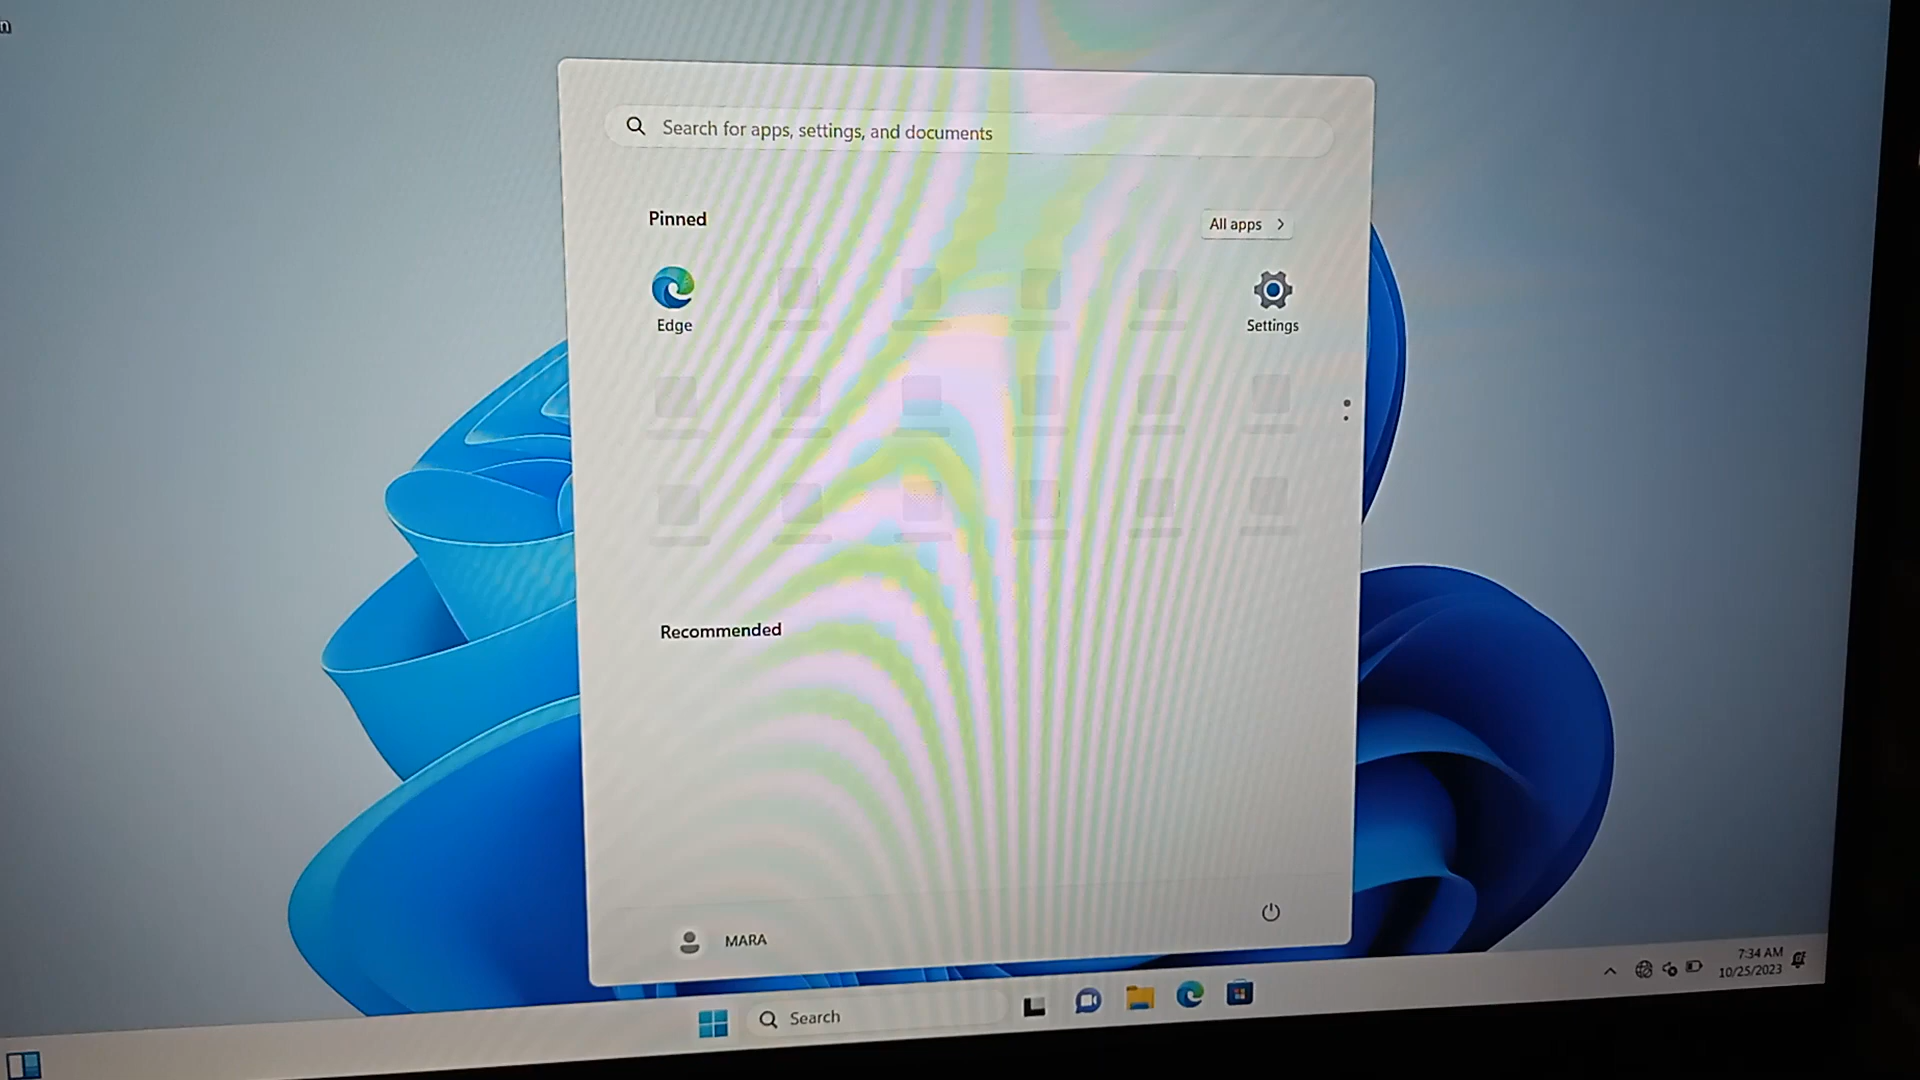 n
Search for apps, settings, and documents
Pinned
All apps
Edge
Settings
Recommended
MARA
Search
7:34 AM
10/25/2023